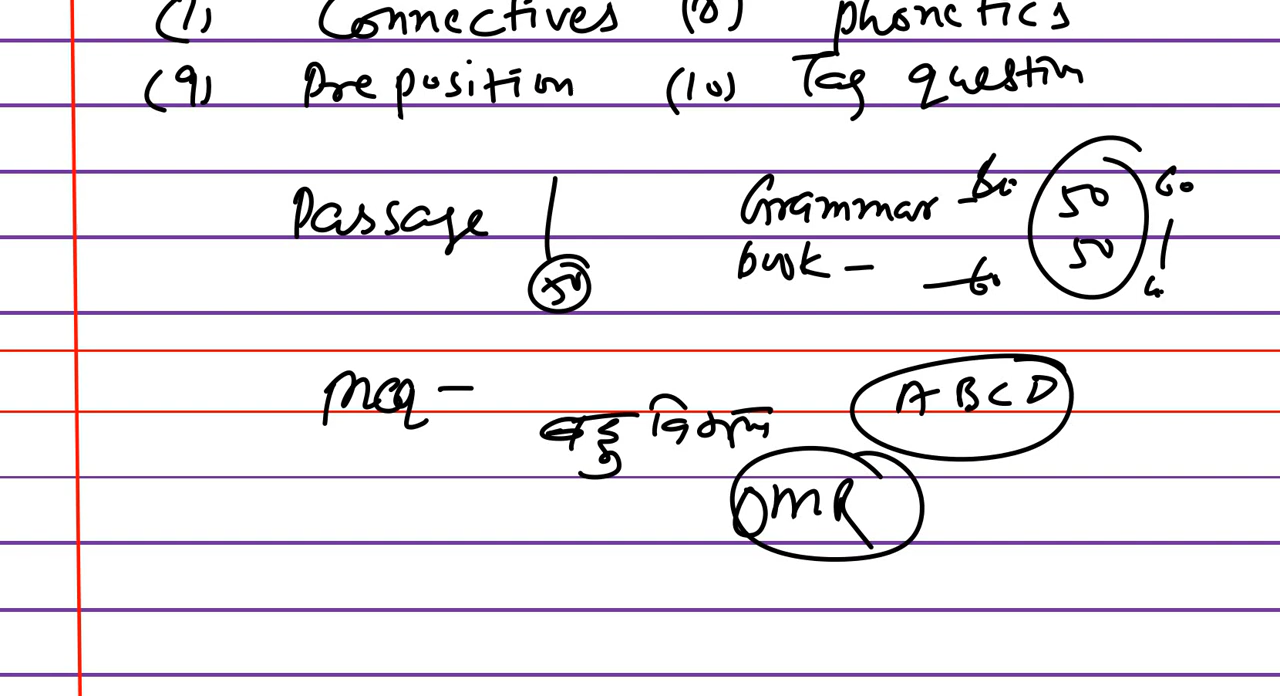 (7) Connectives (8) phonetics
(9) Preposition (10) Tag question
Passage 50 Grammar - 50 60
book - 60 50
MCQ - बहु विकल्प A B C D
OMR